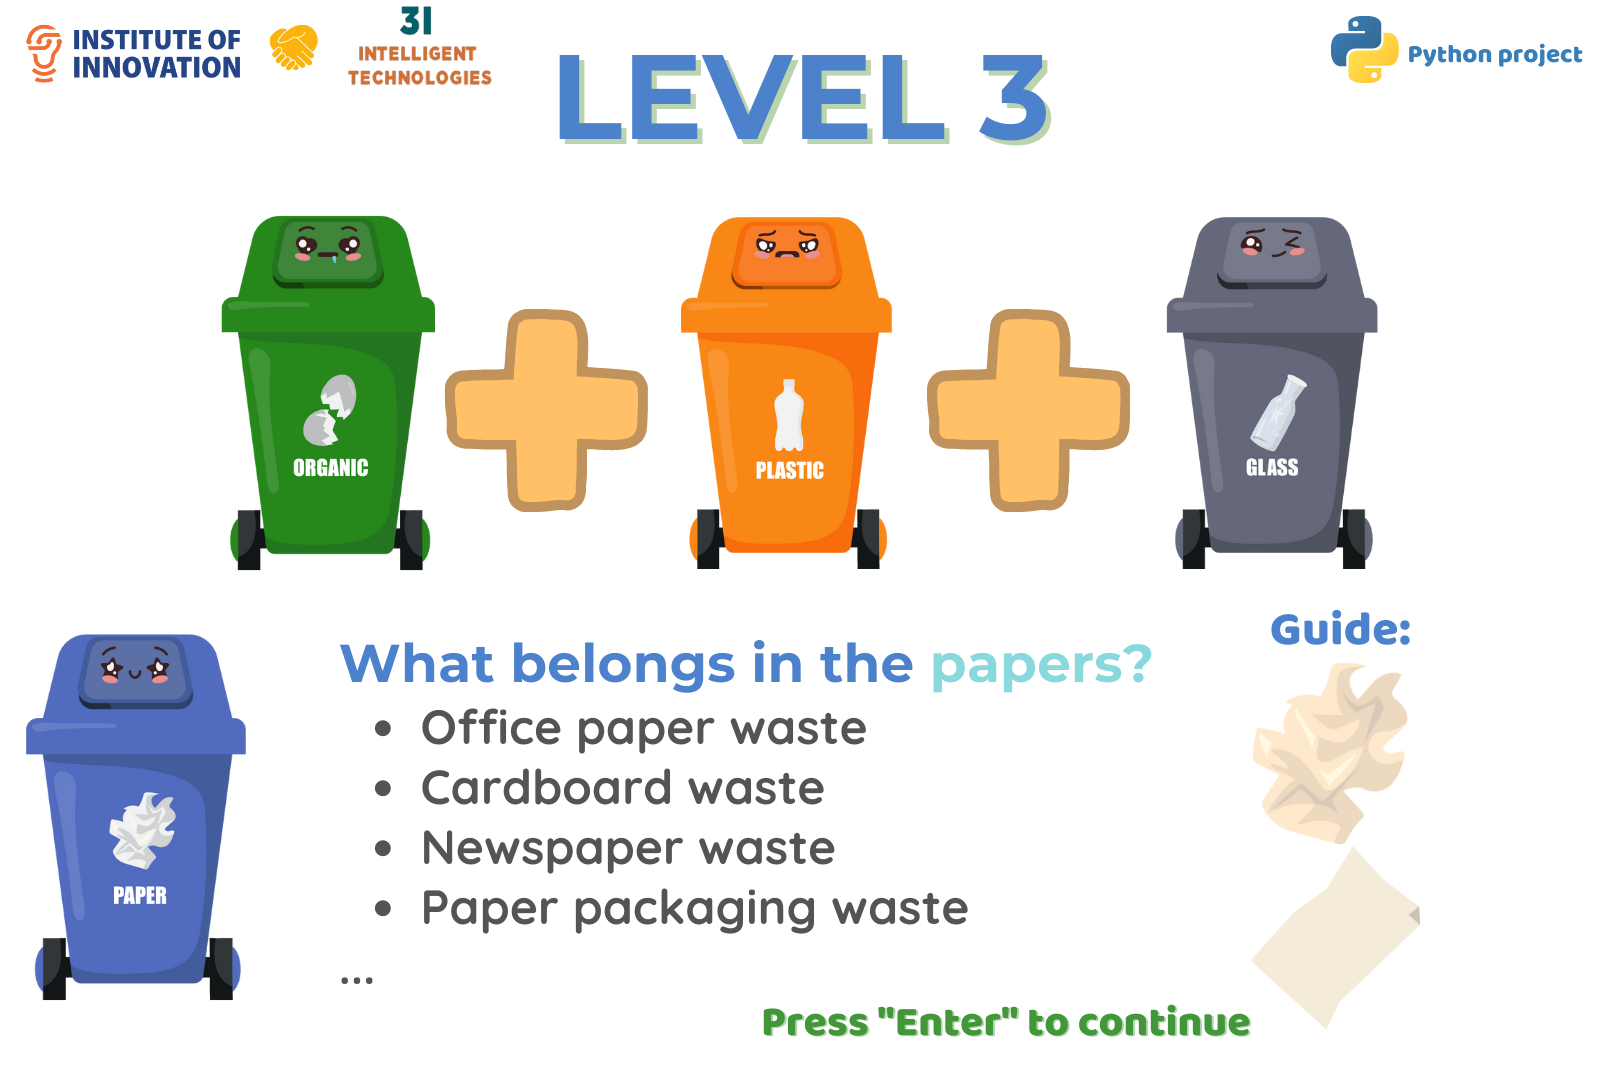 INSTITUTE OF
INNOVATION
3I
INTELLIGENT
TECHNOLOGIES
Python project
LEVEL 3
ORGANIC
PLASTIC
GLASS
PAPER
What belongs in the papers?
• Office paper waste
• Cardboard waste
• Newspaper waste
• Paper packaging waste
...
Guide:
Press "Enter" to continue